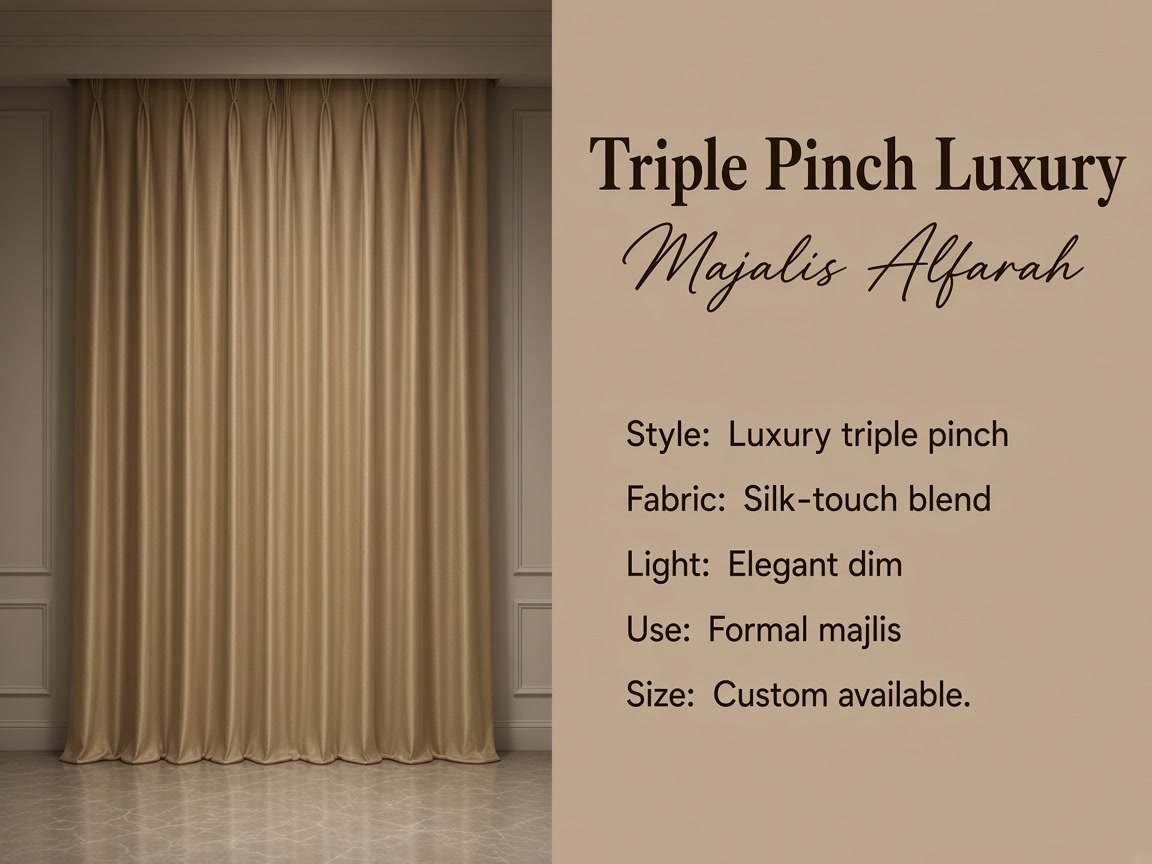 Triple Pinch Luxury
Majalis Alfarah
Style: Luxury triple pinch
Fabric: Silk-touch blend
Light: Elegant dim
Use: Formal majlis
Size: Custom available.